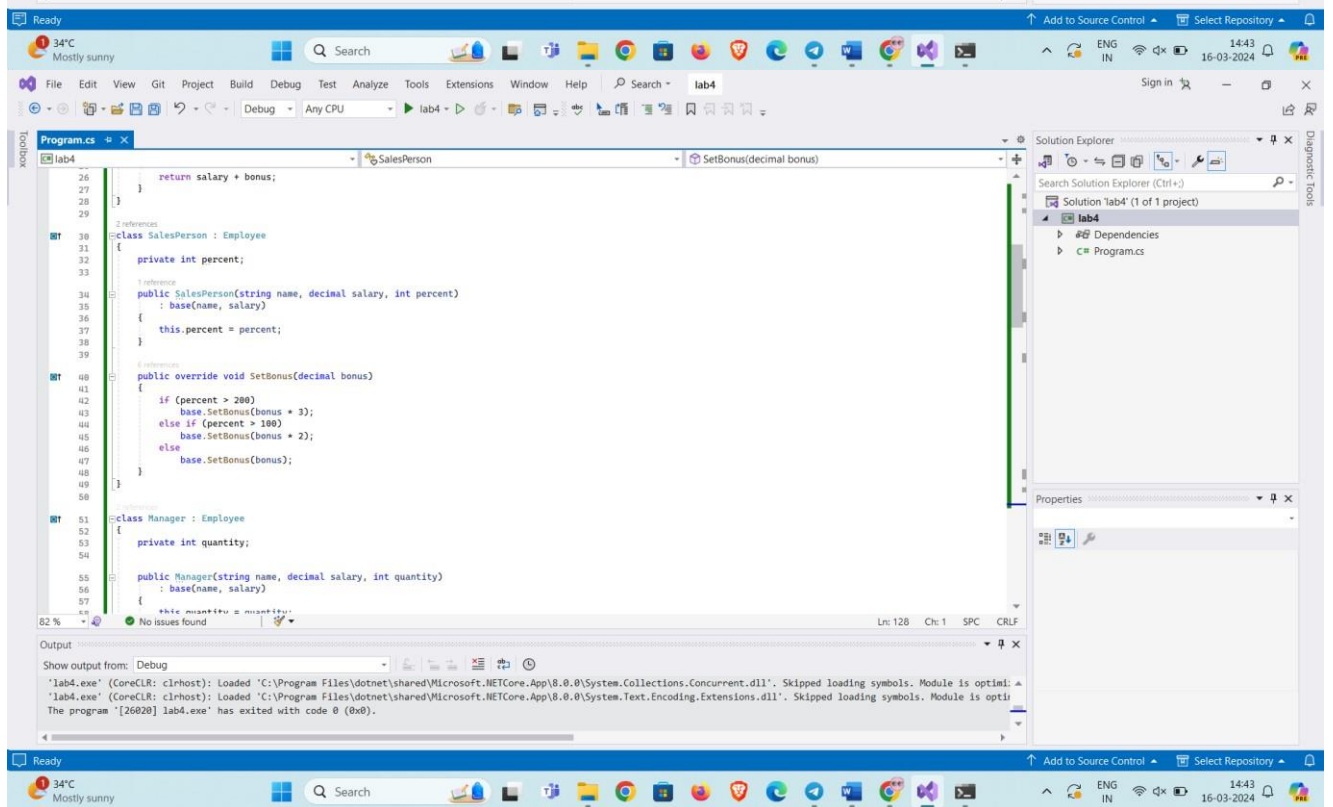 Ready
Add to Source Control
Select Repository
34°C
Mostly sunny
Search
ENG
IN
14:43
16-03-2024
File Edit View Git Project Build Debug Test Analyze Tools Extensions Window Help Search lab4
Sign in
Debug Any CPU lab4
Toolbox
Program.cs
lab4 SalesPerson SetBonus(decimal bonus)
26 return salary + bonus;
27 }
28 }
29
2 references
30 class SalesPerson : Employee
31 {
32 private int percent;
33
1 reference
34 public SalesPerson(string name, decimal salary, int percent)
35 : base(name, salary)
36 {
37 this.percent = percent;
38 }
39
6 references
40 public override void SetBonus(decimal bonus)
41 {
42 if (percent > 200)
43 base.SetBonus(bonus * 3);
44 else if (percent > 100)
45 base.SetBonus(bonus * 2);
46 else
47 base.SetBonus(bonus);
48 }
49 }
50
51 class Manager : Employee
52 {
53 private int quantity;
54
55 public Manager(string name, decimal salary, int quantity)
56 : base(name, salary)
57 {
58 this.quantity = quantity;
82 % No issues found Ln: 128 Ch: 1 SPC CRLF
Solution Explorer
Search Solution Explorer (Ctrl+;)
Solution 'lab4' (1 of 1 project)
lab4
Dependencies
C# Program.cs
Diagnostic Tools
Properties
Output
Show output from: Debug
'lab4.exe' (CoreCLR: clrhost): Loaded 'C:\Program Files\dotnet\shared\Microsoft.NETCore.App\8.0.0\System.Collections.Concurrent.dll'. Skipped loading symbols. Module is optimi
'lab4.exe' (CoreCLR: clrhost): Loaded 'C:\Program Files\dotnet\shared\Microsoft.NETCore.App\8.0.0\System.Text.Encoding.Extensions.dll'. Skipped loading symbols. Module is opti
The program '[26020] lab4.exe' has exited with code 0 (0x0).
Ready
Add to Source Control
Select Repository
34°C
Mostly sunny
Search
ENG
IN
14:43
16-03-2024